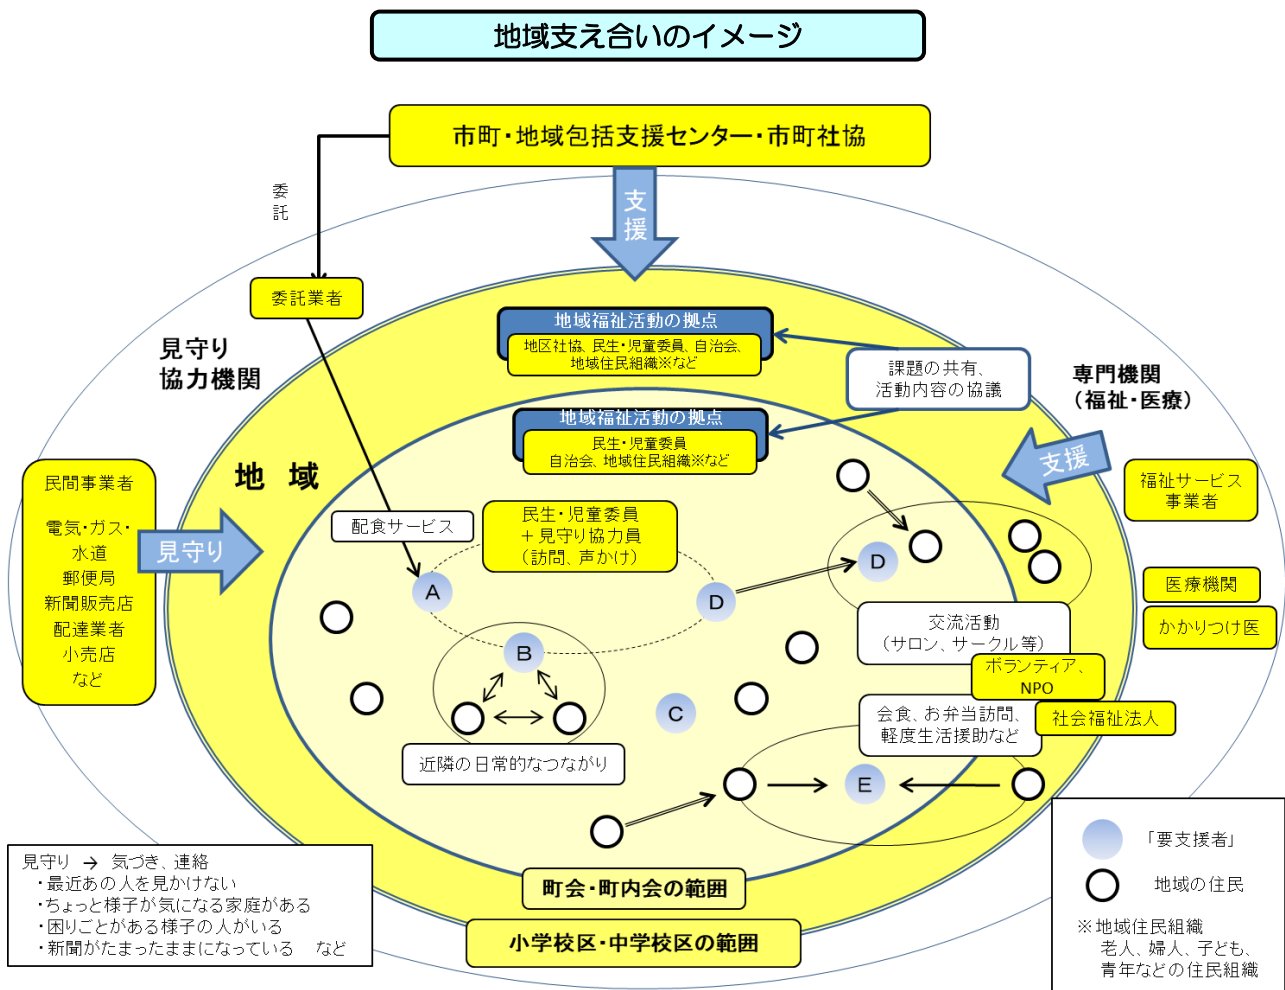 地域支え合いのイメージ
市町・地域包括支援センター・市町社協
委
託
支
援
委託業者
見守り
協力機関
地域福祉活動の拠点
地区社協、民生・児童委員、自治会、
地域住民組織※など
課題の共有、
活動内容の協議
専門機関
（福祉・医療）
地域福祉活動の拠点
民生・児童委員
自治会、地域住民組織※など
支援
地　域
民間事業者
電気・ガス・
水道
郵便局
新聞販売店
配達業者
小売店
など
見守り
配食サービス
民生・児童委員
＋見守り協力員
（訪問、声かけ）
福祉サービス
事業者
医療機関
かかりつけ医
A
D
D
B
C
E
交流活動
（サロン、サークル等）
ボランティア、
NPO
会食、お弁当訪問、
軽度生活援助など
社会福祉法人
近隣の日常的なつながり
町会・町内会の範囲
小学校区・中学校区の範囲
見守り → 気づき、連絡
・最近あの人を見かけない
・ちょっと様子が気になる家庭がある
・困りごとがある様子の人がいる
・新聞がたまったままになっている　など
「要支援者」
地域の住民
※地域住民組織
老人、婦人、子ども、
青年などの住民組織